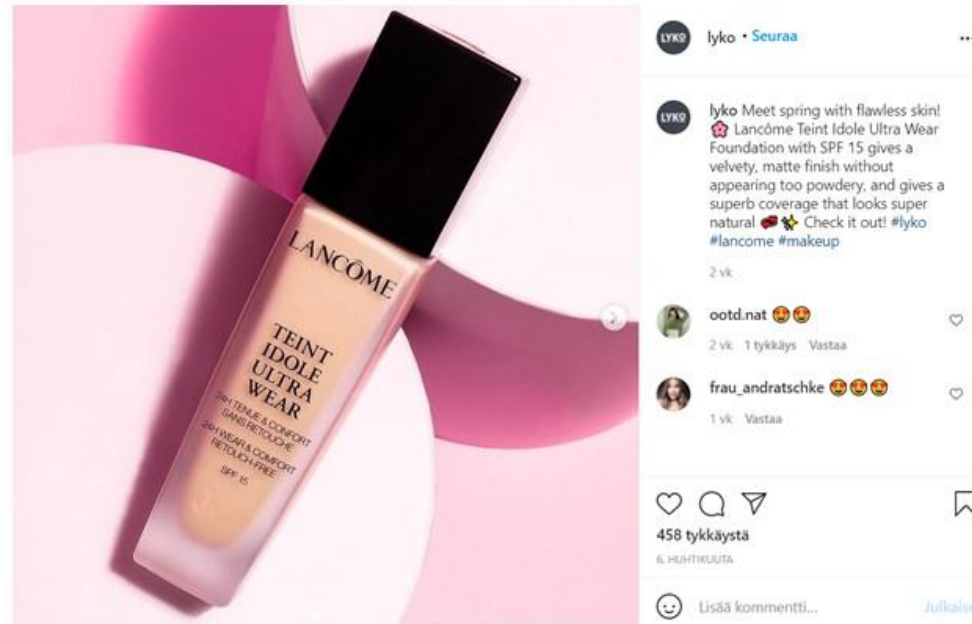 LANCÔME
TEINT
IDOLE
ULTRA
WEAR
24H TENUE & CONFORT
SANS RETOUCHE
24H WEAR & COMFORT
RETOUCH-FREE
SPF 15
LYKO
lyko • Seuraa
LYKO
lyko Meet spring with flawless skin!
🌸 Lancôme Teint Idole Ultra Wear
Foundation with SPF 15 gives a
velvety, matte finish without
appearing too powdery, and gives a
superb coverage that looks super
natural 💞✨ Check it out! #lyko
#lancome #makeup
2 vk
ootd.nat 😍😍
2 vk 1 tykkäys Vastaa
frau_andratschke 😍😍😍
1 vk Vastaa
458 tykkäystä
6. HUHTIKUUTA
Lisää kommentti...
Julkaise